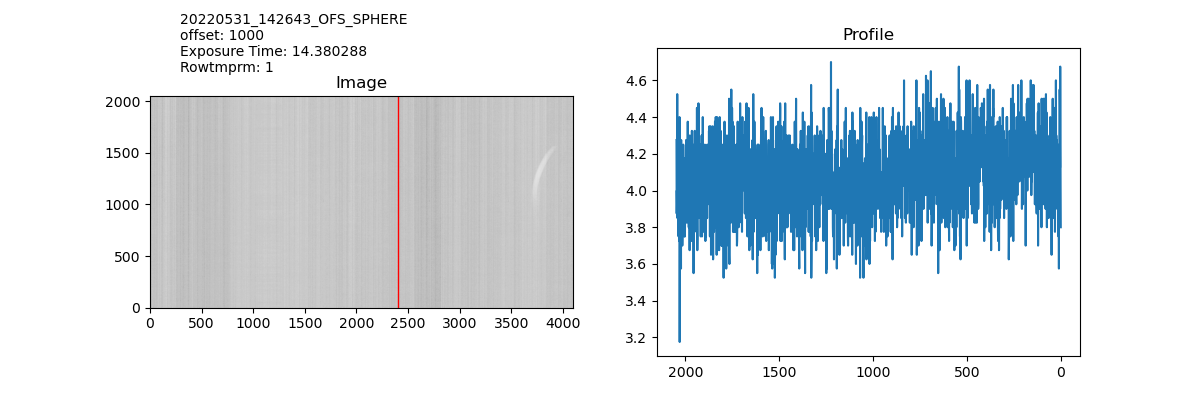 20220531_142643_OFS_SPHERE
offset: 1000
Exposure Time: 14.380288
Rowtmprm: 1
Image
2000
1500
1000
500
0
0 500 1000 1500 2000 2500 3000 3500 4000
Profile
4.6
4.4
4.2
4.0
3.8
3.6
3.4
3.2
2000 1500 1000 500 0